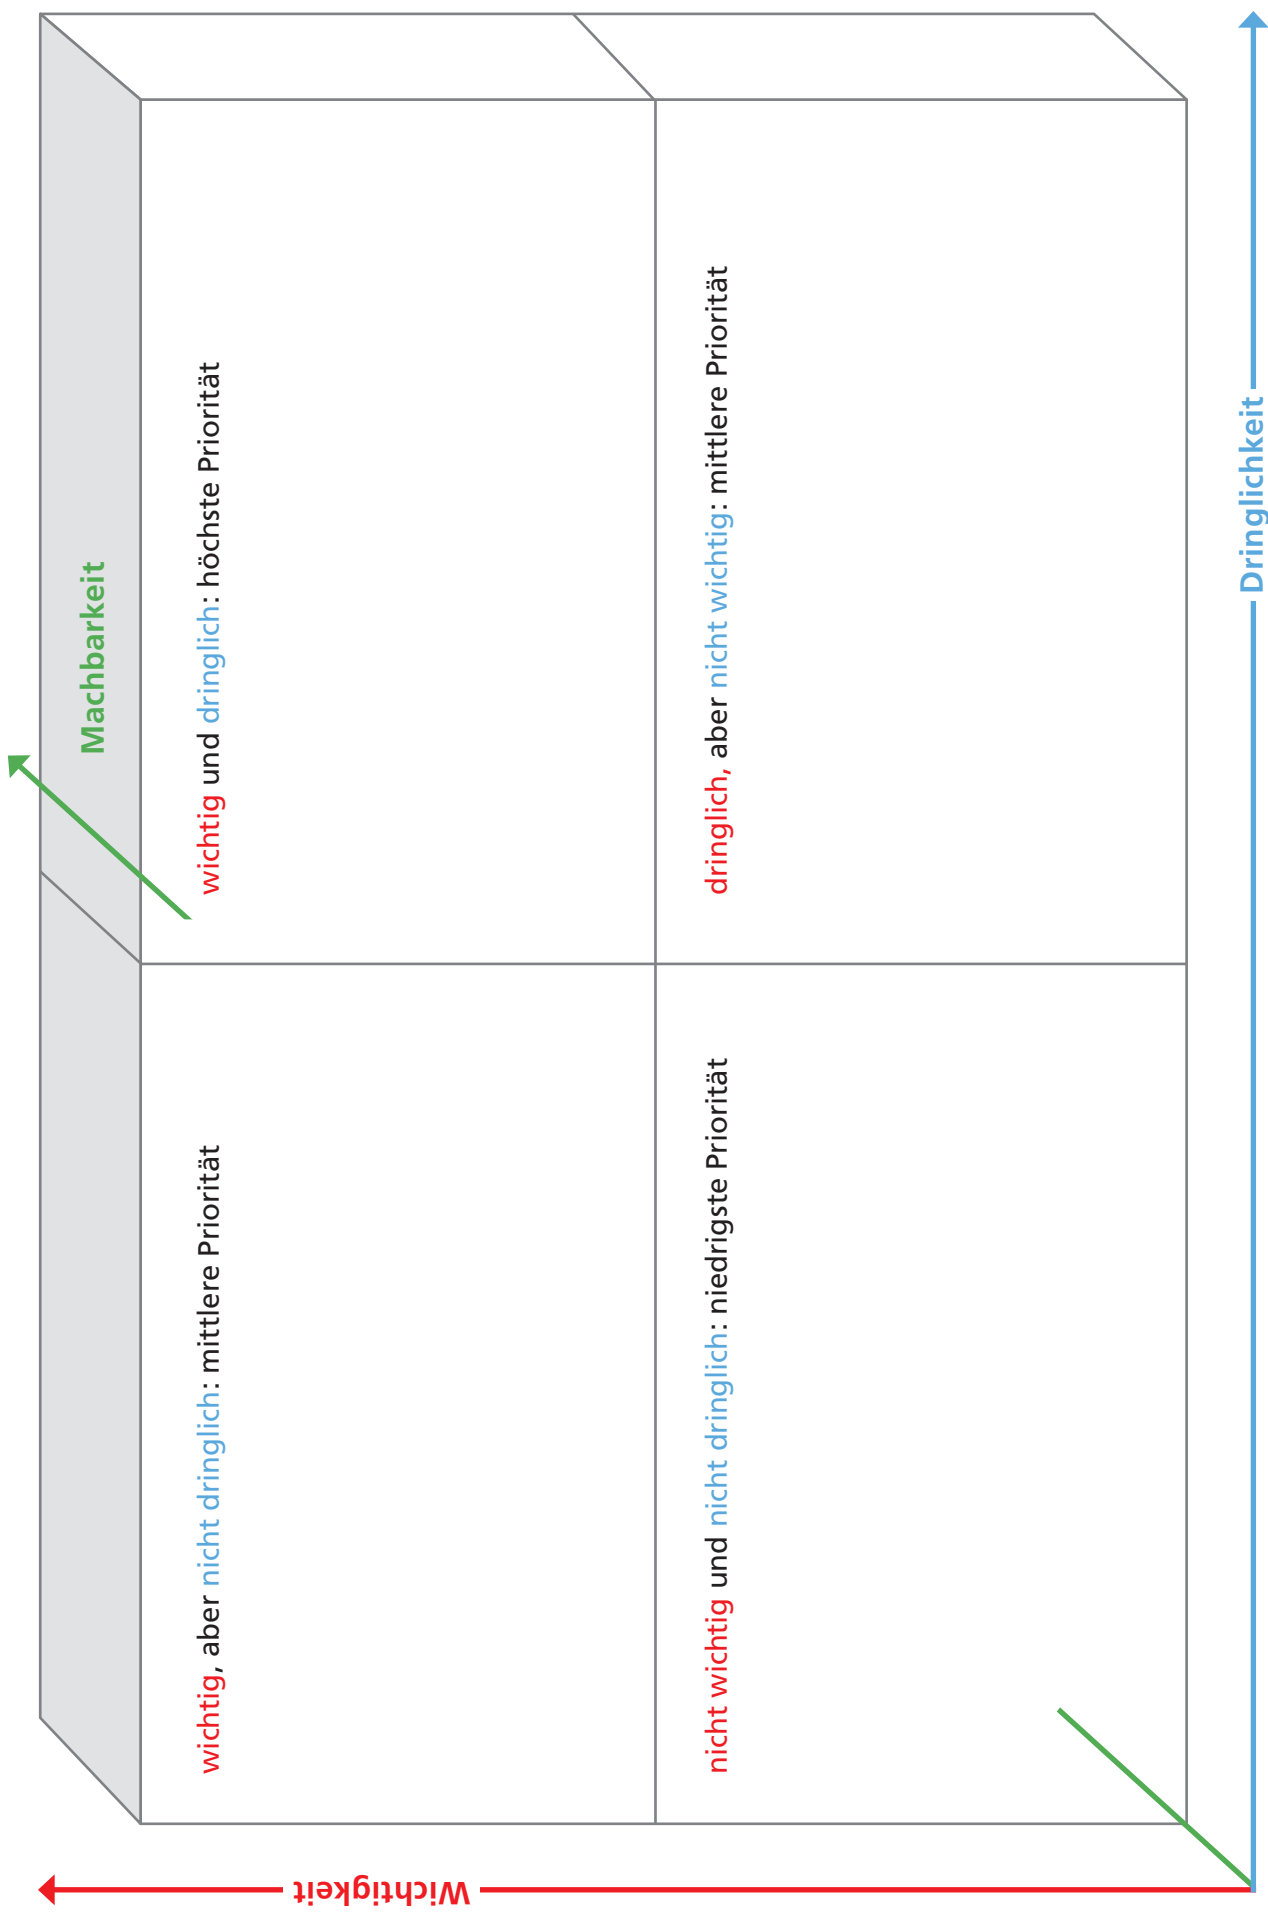 Machbarkeit
wichtig, aber nicht dringlich: mittlere Priorität
wichtig und dringlich: höchste Priorität
nicht wichtig und nicht dringlich: niedrigste Priorität
dringlich, aber nicht wichtig: mittlere Priorität
Wichtigkeit
Dringlichkeit